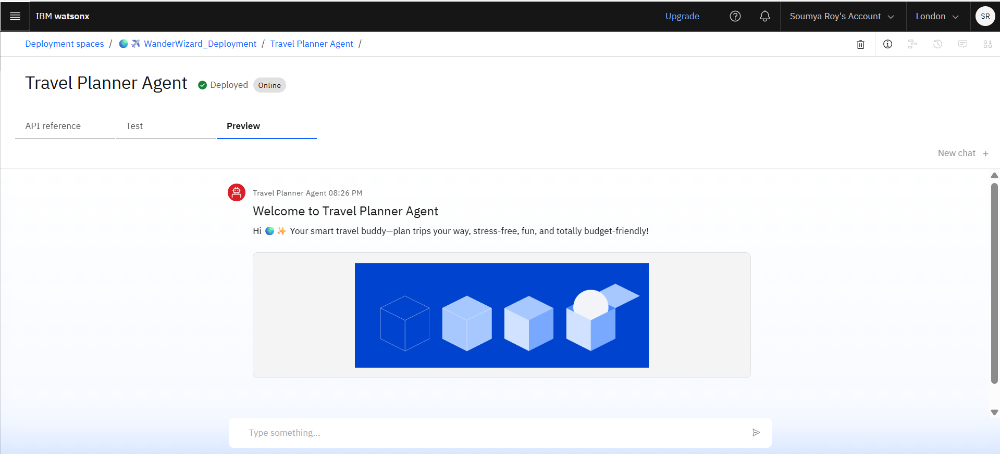 IBM watsonx
Upgrade
Soumya Roy's Account
London
SR
Deployment spaces / 🌍 ✈️ WanderWizard_Deployment / Travel Planner Agent /
Travel Planner Agent
Deployed
Online
API reference
Test
Preview
New chat +
Travel Planner Agent 08:26 PM
Welcome to Travel Planner Agent
Hi 🌍 ✨ Your smart travel buddy—plan trips your way, stress-free, fun, and totally budget-friendly!
Type something...